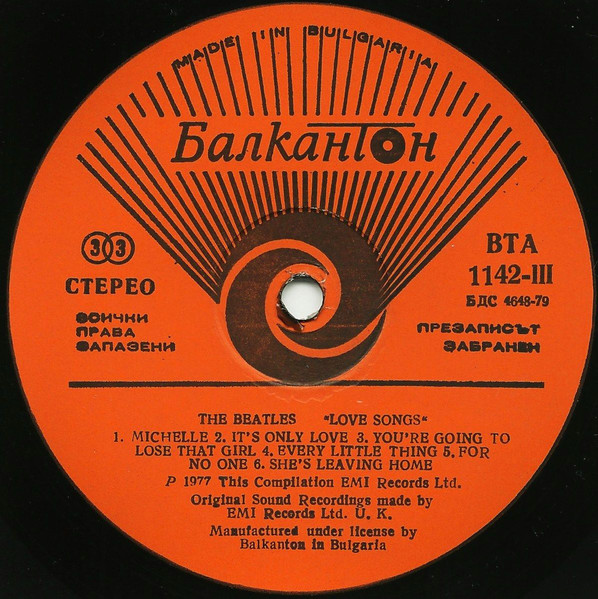 MADE IN BULGARIA
Балкантон
33
СТЕРЕО
ВСИЧКИ
ПРАВА
ЗАПАЗЕНИ
ВТА
1142-III
БДС 4648-79
ПРЕЗАПИСЪТ
ЗАБРАНЕН
THE BEATLES "LOVE SONGS"
1. MICHELLE 2. IT'S ONLY LOVE 3. YOU'RE GOING TO
LOSE THAT GIRL 4. EVERY LITTLE THING 5. FOR
NO ONE 6. SHE'S LEAVING HOME
P 1977 This Compilation EMI Records Ltd.
Original Sound Recordings made by
EMI Records Ltd. U. K.
Manufactured under license by
Balkanton in Bulgaria